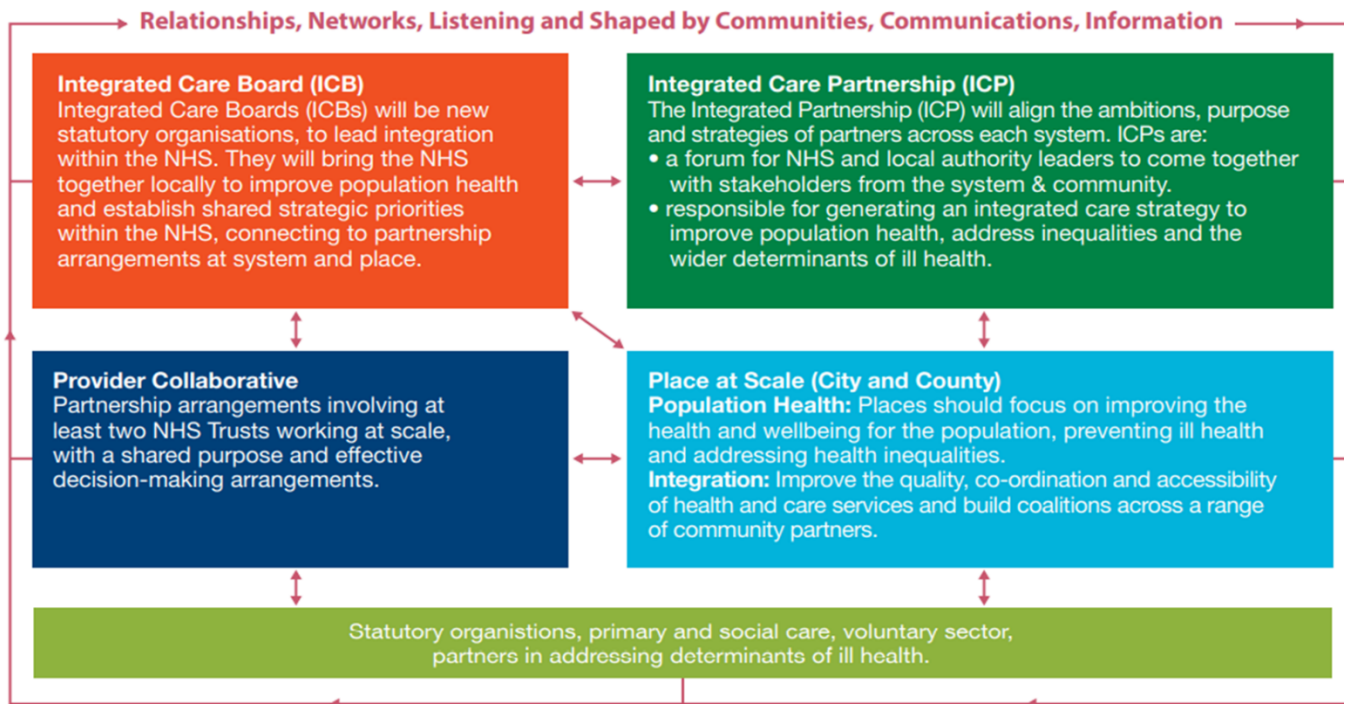 Relationships, Networks, Listening and Shaped by Communities, Communications, Information
Integrated Care Board (ICB)
Integrated Care Boards (ICBs) will be new
statutory organisations, to lead integration
within the NHS. They will bring the NHS
together locally to improve population health
and establish shared strategic priorities
within the NHS, connecting to partnership
arrangements at system and place.
Integrated Care Partnership (ICP)
The Integrated Partnership (ICP) will align the ambitions, purpose
and strategies of partners across each system. ICPs are:
• a forum for NHS and local authority leaders to come together
with stakeholders from the system & community.
• responsible for generating an integrated care strategy to
improve population health, address inequalities and the
wider determinants of ill health.
Provider Collaborative
Partnership arrangements involving at
least two NHS Trusts working at scale,
with a shared purpose and effective
decision-making arrangements.
Place at Scale (City and County)
Population Health: Places should focus on improving the
health and wellbeing for the population, preventing ill health
and addressing health inequalities.
Integration: Improve the quality, co-ordination and accessibility
of health and care services and build coalitions across a range
of community partners.
Statutory organistions, primary and social care, voluntary sector,
partners in addressing determinants of ill health.